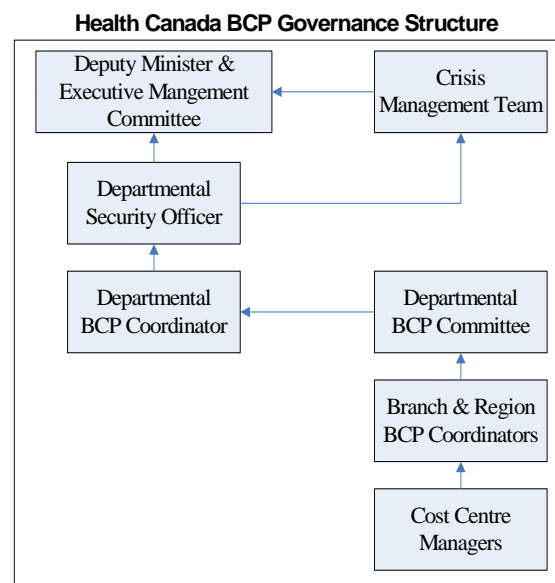 Health Canada BCP Governance Structure
Deputy Minister &
Executive Mangement
Committee
Crisis
Management Team
Departmental
Security Officer
Departmental
BCP Coordinator
Departmental
BCP Committee
Branch & Region
BCP Coordinators
Cost Centre
Managers